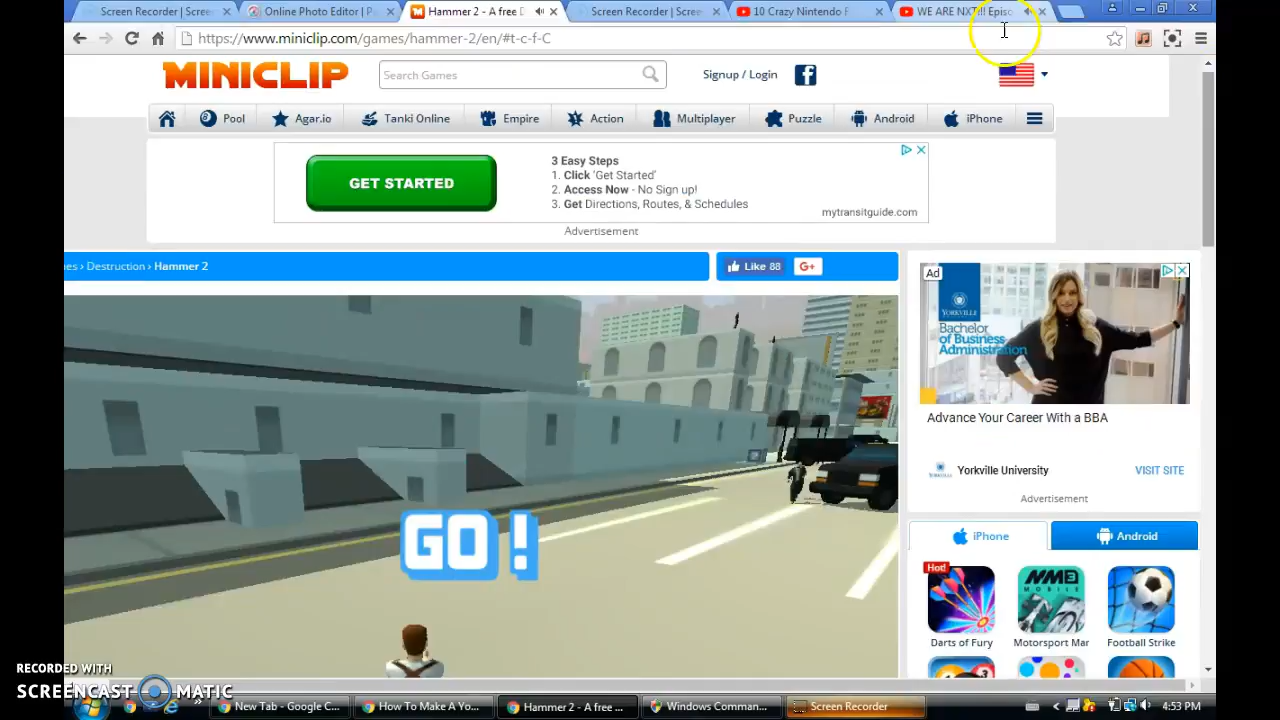 Screen Recorder | Scree
Online Photo Editor | P
Hammer 2 - A free
Screen Recorder | Scree
10 Crazy Nintendo F
WE ARE NXT!!! Episo
https://www.miniclip.com/games/hammer-2/en/#t-c-f-C
MINICLIP
Search Games
Signup / Login
Pool
Agar.io
Tanki Online
Empire
Action
Multiplayer
Puzzle
Android
iPhone
GET STARTED
3 Easy Steps
1. Click 'Get Started'
2. Access Now - No Sign up!
3. Get Directions, Routes, & Schedules
mytransitguide.com
Advertisement
es › Destruction › Hammer 2
Like 88
G+
Ad
YORKVILLE
Bachelor
of Business
Administration
Advance Your Career With a BBA
Yorkville University
VISIT SITE
Advertisement
GO!
iPhone
Android
Hot!
MM3
MOBILE
Darts of Fury
Motorsport Man
Football Strike
RECORDED WITH
SCREENCAST MATIC
New Tab - Google C...
How To Make A Yo...
Hammer 2 - A free ...
Windows Comman...
Screen Recorder
4:53 PM